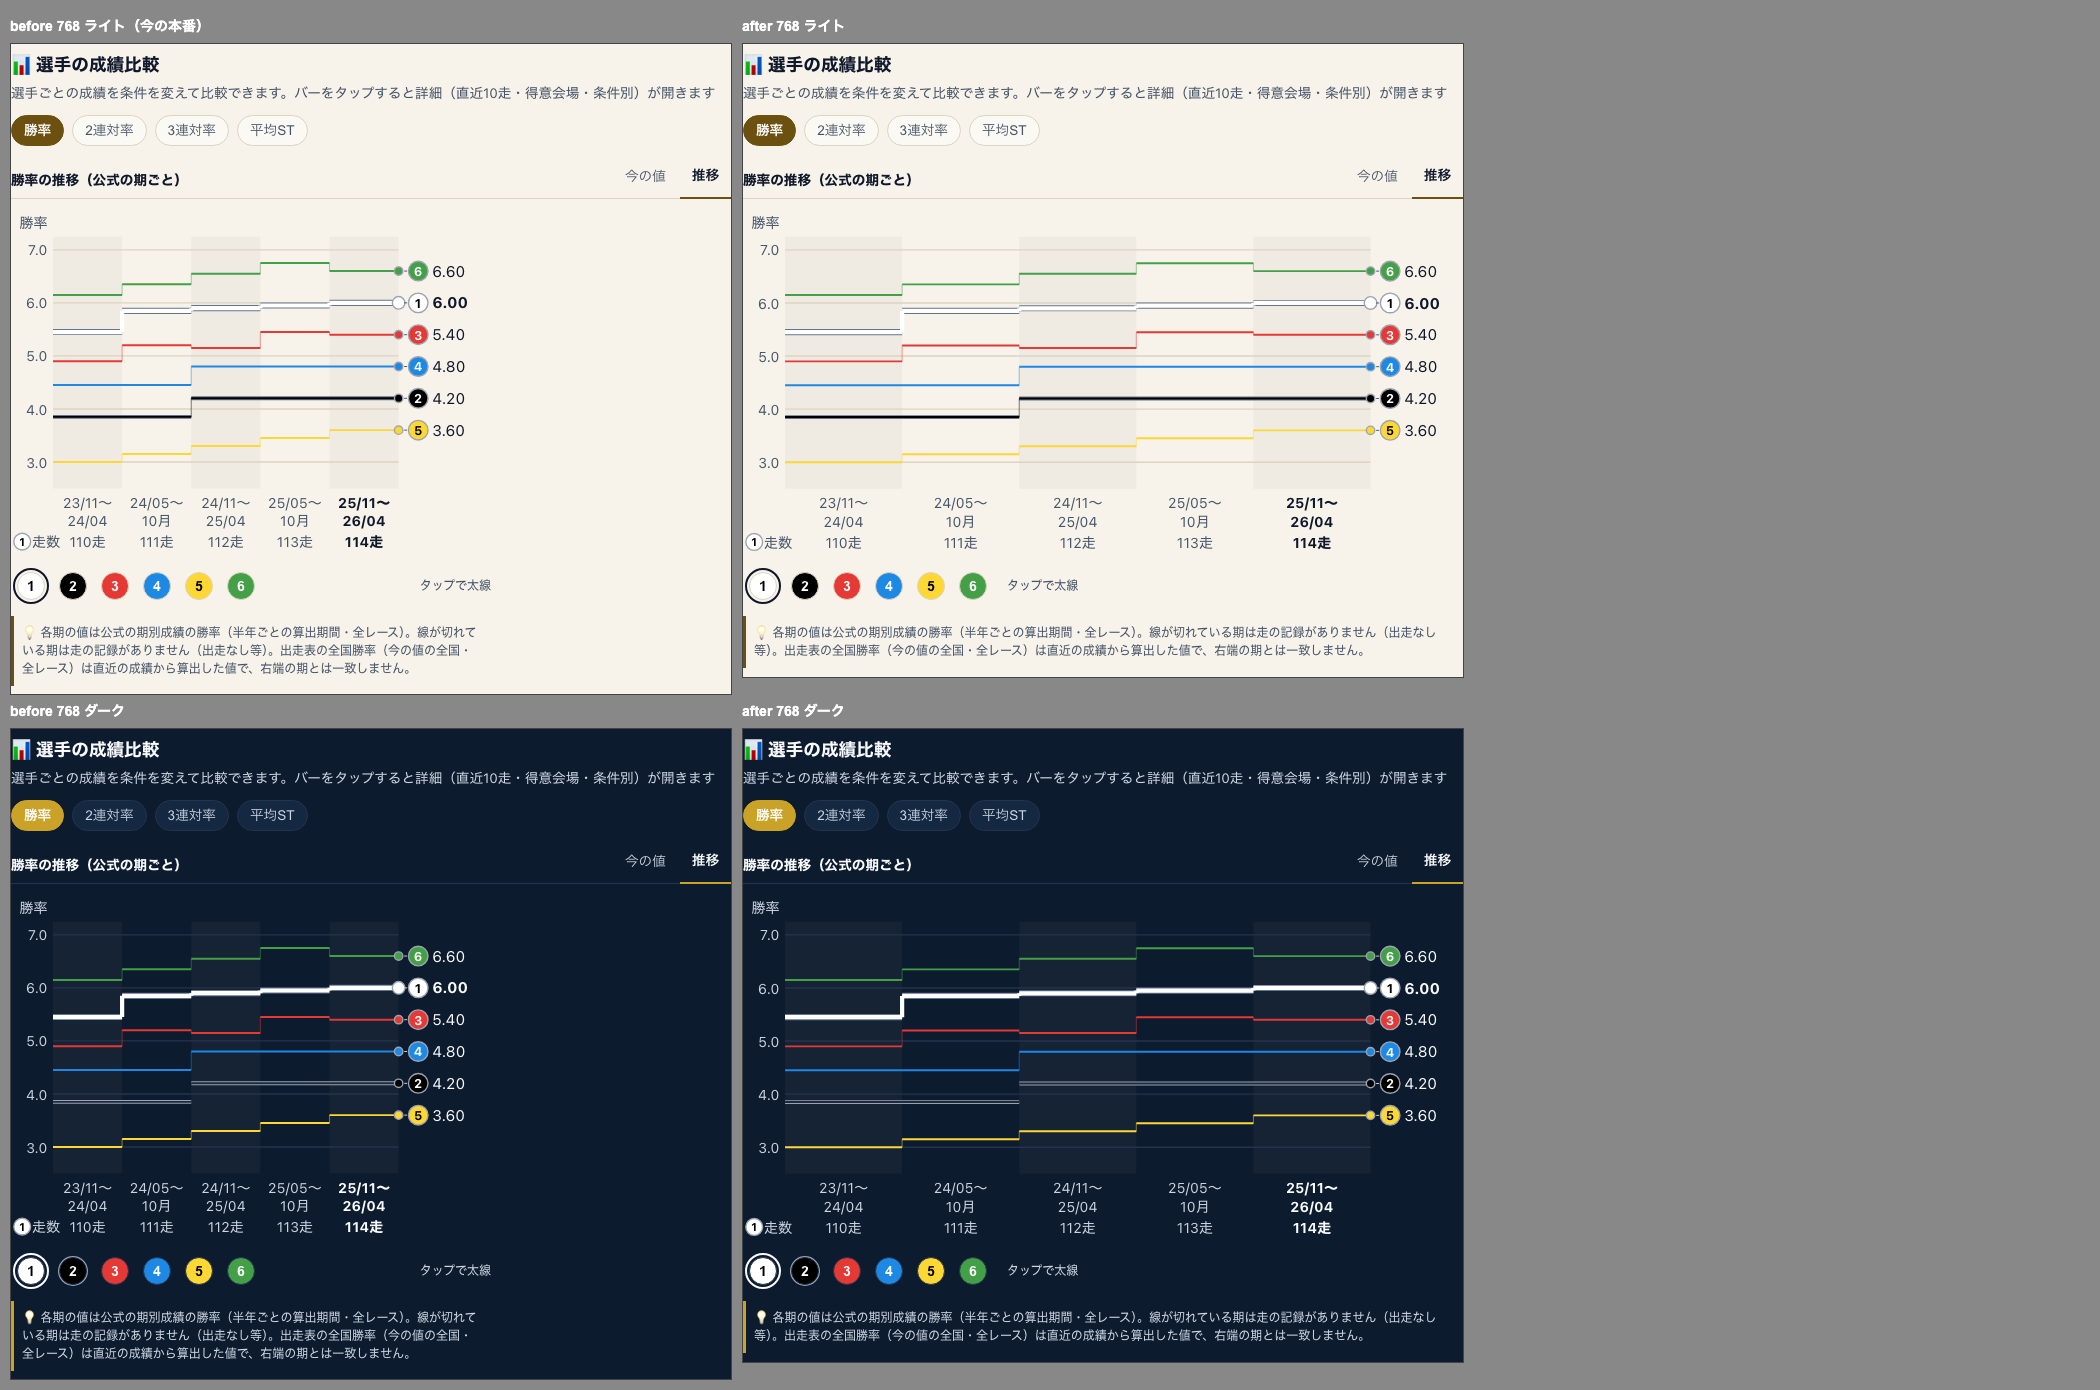 before 768 ライト（今の本番）
📊 選手の成績比較
選手ごとの成績を条件を変えて比較できます。バーをタップすると詳細（直近10走・得意会場・条件別）が開きます
勝率 2連対率 3連対率 平均ST
勝率の推移（公式の期ごと） 今の値 推移
勝率
7.0
6 6.60
6.0 1 6.00
3 5.40
5.0
4 4.80
4.0 2 4.20
5 3.60
3.0
23/11〜 24/05〜 24/11〜 25/05〜 25/11〜
24/04 10月 25/04 10月 26/04
1 走数 110走 111走 112走 113走 114走
1 2 3 4 5 6 タップで太線
💡 各期の値は公式の期別成績の勝率（半年ごとの算出期間・全レース）。線が切れて
いる期は走の記録がありません（出走なし等）。出走表の全国勝率（今の値の全国・
全レース）は直近の成績から算出した値で、右端の期とは一致しません。
after 768 ライト
📊 選手の成績比較
選手ごとの成績を条件を変えて比較できます。バーをタップすると詳細（直近10走・得意会場・条件別）が開きます
勝率 2連対率 3連対率 平均ST
勝率の推移（公式の期ごと） 今の値 推移
勝率
7.0
6 6.60
6.0 1 6.00
3 5.40
5.0
4 4.80
4.0 2 4.20
5 3.60
3.0
23/11〜 24/05〜 24/11〜 25/05〜 25/11〜
24/04 10月 25/04 10月 26/04
1 走数 110走 111走 112走 113走 114走
1 2 3 4 5 6 タップで太線
💡 各期の値は公式の期別成績の勝率（半年ごとの算出期間・全レース）。線が切れている期は走の記録がありません（出走なし
等）。出走表の全国勝率（今の値の全国・全レース）は直近の成績から算出した値で、右端の期とは一致しません。
before 768 ダーク
📊 選手の成績比較
選手ごとの成績を条件を変えて比較できます。バーをタップすると詳細（直近10走・得意会場・条件別）が開きます
勝率 2連対率 3連対率 平均ST
勝率の推移（公式の期ごと） 今の値 推移
勝率
7.0
6 6.60
6.0 1 6.00
3 5.40
5.0
4 4.80
4.0 2 4.20
5 3.60
3.0
23/11〜 24/05〜 24/11〜 25/05〜 25/11〜
24/04 10月 25/04 10月 26/04
1 走数 110走 111走 112走 113走 114走
1 2 3 4 5 6 タップで太線
💡 各期の値は公式の期別成績の勝率（半年ごとの算出期間・全レース）。線が切れて
いる期は走の記録がありません（出走なし等）。出走表の全国勝率（今の値の全国・
全レース）は直近の成績から算出した値で、右端の期とは一致しません。
after 768 ダーク
📊 選手の成績比較
選手ごとの成績を条件を変えて比較できます。バーをタップすると詳細（直近10走・得意会場・条件別）が開きます
勝率 2連対率 3連対率 平均ST
勝率の推移（公式の期ごと） 今の値 推移
勝率
7.0
6 6.60
6.0 1 6.00
3 5.40
5.0
4 4.80
4.0 2 4.20
5 3.60
3.0
23/11〜 24/05〜 24/11〜 25/05〜 25/11〜
24/04 10月 25/04 10月 26/04
1 走数 110走 111走 112走 113走 114走
1 2 3 4 5 6 タップで太線
💡 各期の値は公式の期別成績の勝率（半年ごとの算出期間・全レース）。線が切れている期は走の記録がありません（出走なし
等）。出走表の全国勝率（今の値の全国・全レース）は直近の成績から算出した値で、右端の期とは一致しません。